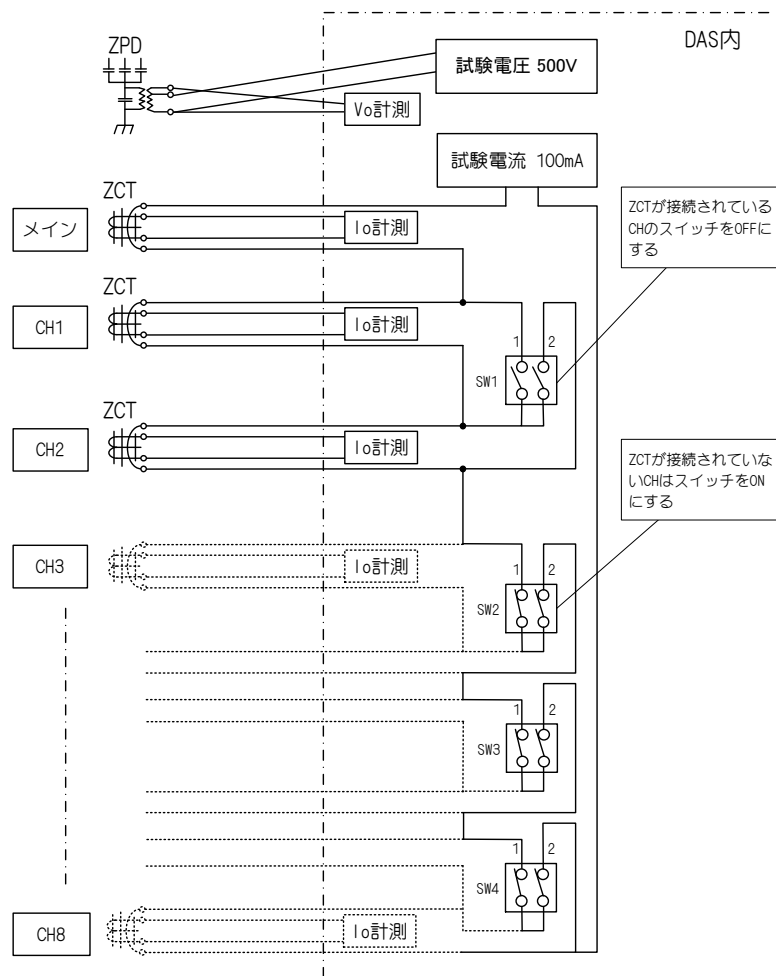 DAS内
ZPD
試験電圧 500V
Vo計測
試験電流 100mA
ZCT
メイン
Io計測
ZCTが接続されている
CHのスイッチをOFFに
する
ZCT
CH1
Io計測
1 2
SW1
ZCT
CH2
Io計測
ZCTが接続されていな
いCHはスイッチをON
にする
CH3
Io計測
1 2
SW2
1 2
SW3
1 2
SW4
CH8
Io計測